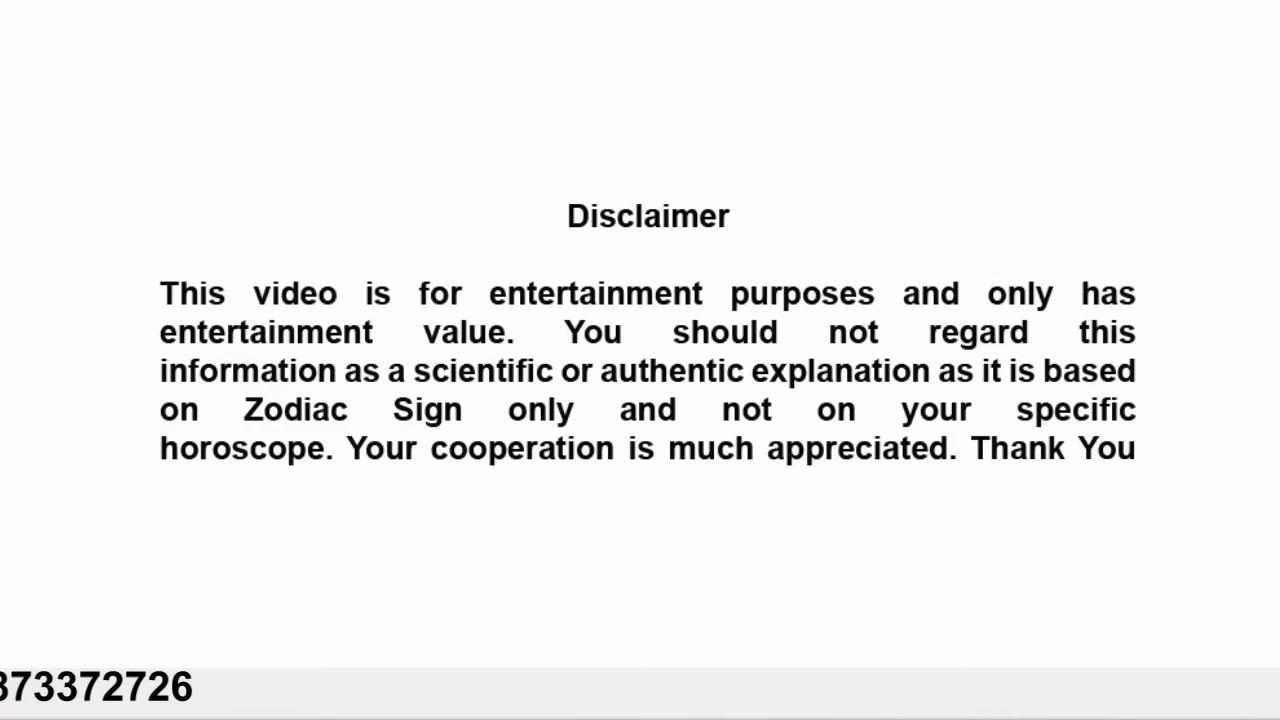 Disclaimer
This video is for entertainment purposes and only has
entertainment value. You should not regard this
information as a scientific or authentic explanation as it is based
on Zodiac Sign only and not on your specific
horoscope. Your cooperation is much appreciated. Thank You
873372726